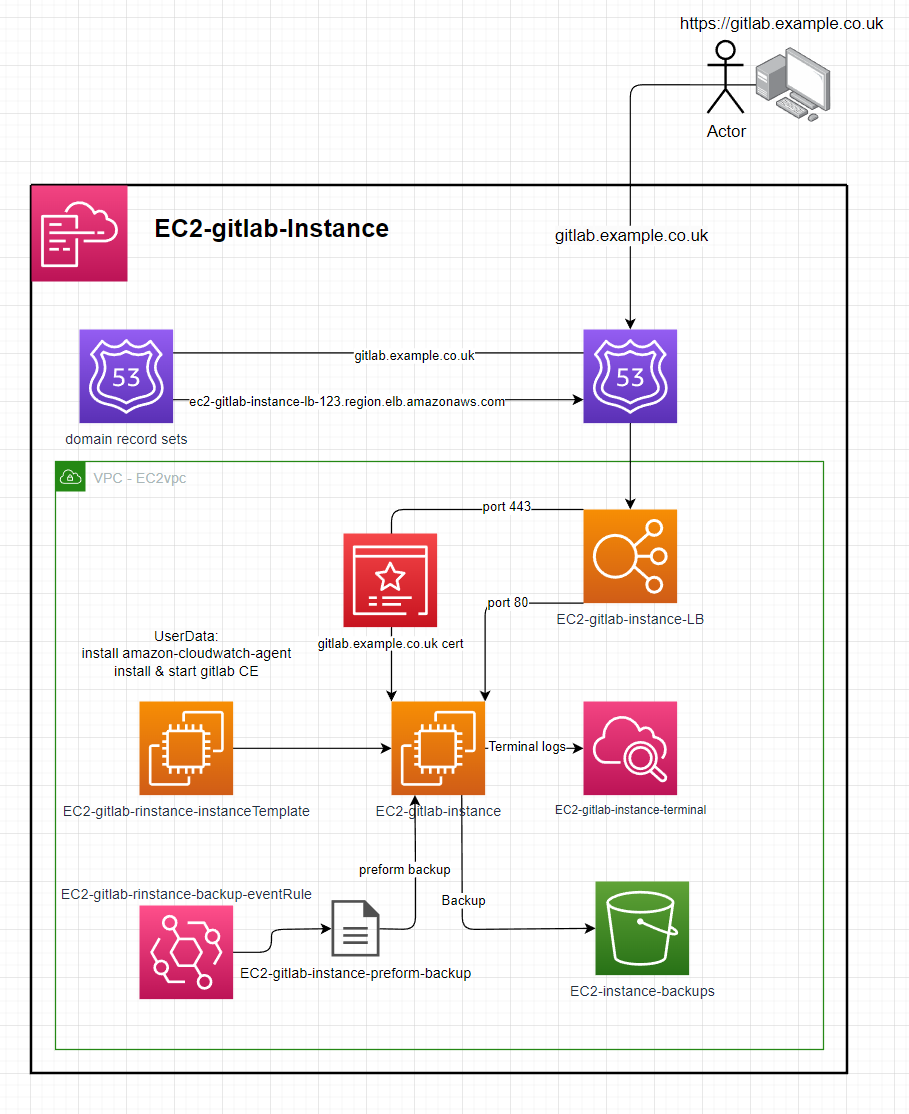 https://gitlab.example.co.uk
Actor
EC2-gitlab-Instance
gitlab.example.co.uk
53
53
gitlab.example.co.uk
ec2-gitlab-instance-lb-123.region.elb.amazonaws.com
domain record sets
VPC - EC2vpc
port 443
port 80
EC2-gitlab-instance-LB
UserData:
install amazon-cloudwatch-agent
install & start gitlab CE
gitlab.example.co.uk cert
Terminal logs
EC2-gitlab-rinstance-instanceTemplate
EC2-gitlab-instance
EC2-gitlab-instance-terminal
preform backup
EC2-gitlab-rinstance-backup-eventRule
Backup
EC2-gitlab-instance-preform-backup
EC2-instance-backups